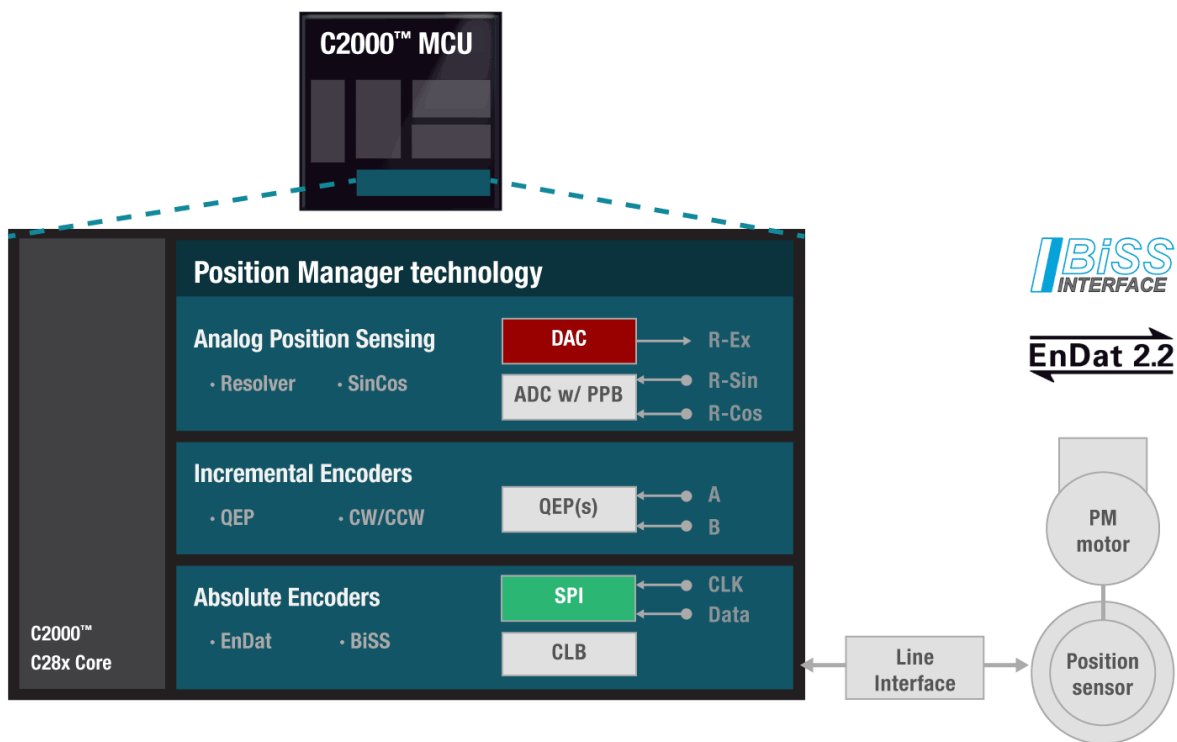 C2000™ MCU
Position Manager technology
Analog Position Sensing
· Resolver
· SinCos
DAC
R-Ex
ADC w/ PPB
R-Sin
R-Cos
Incremental Encoders
· QEP
· CW/CCW
QEP(s)
A
B
Absolute Encoders
· EnDat
· BiSS
SPI
CLK
Data
CLB
C2000™
C28x Core
Line
Interface
BiSS
INTERFACE
EnDat 2.2
PM
motor
Position
sensor